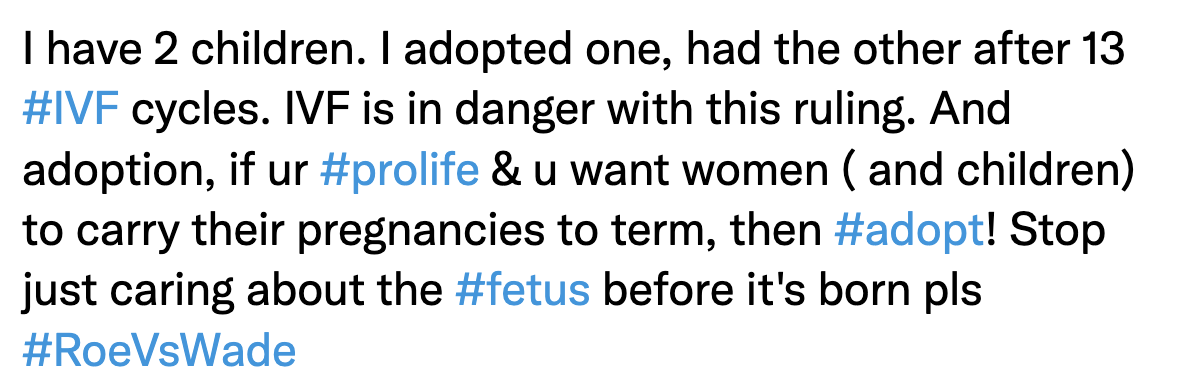 I have 2 children. I adopted one, had the other after 13
#IVF cycles. IVF is in danger with this ruling. And
adoption, if ur #prolife & u want women ( and children)
to carry their pregnancies to term, then #adopt! Stop
just caring about the #fetus before it's born pls
#RoeVsWade